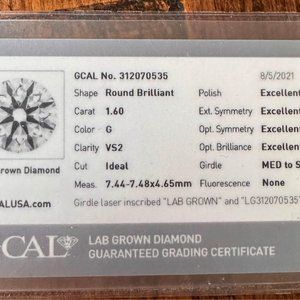 GCAL No. 312070535 8/5/2021
Shape Round Brilliant Polish Excellent
Carat 1.60 Ext. Symmetry Excellent
Color G Opt. Symmetry Excellent
Clarity VS2 Opt. Brilliance Excellent
Cut Ideal Girdle MED to S
Meas. 7.44-7.48x4.65mm Fluorescence None
Girdle laser inscribed "LAB GROWN" and "LG312070535"
rown Diamond
ALUSA.com
CAL
LAB GROWN DIAMOND
GUARANTEED GRADING CERTIFICATE